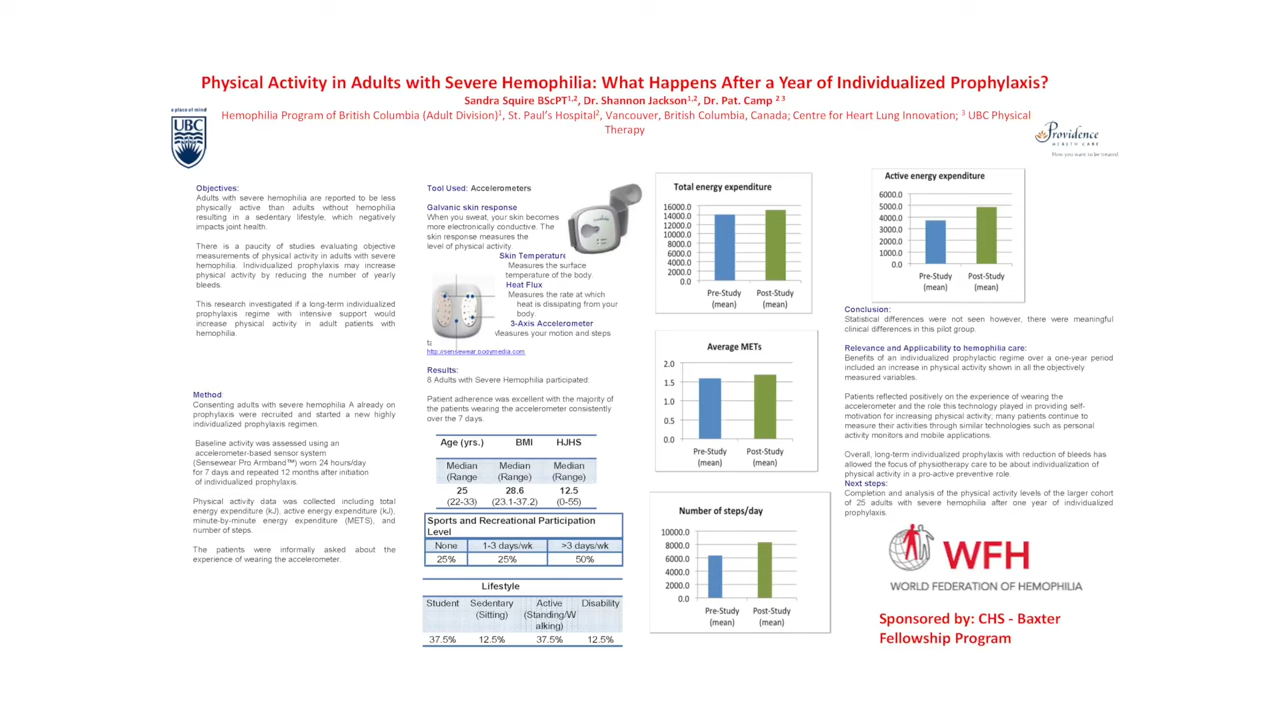 Physical Activity in Adults with Severe Hemophilia: What Happens After a Year of Individualized Prophylaxis?
Sandra Squire BScPT1,2, Dr. Shannon Jackson1,2, Dr. Pat. Camp 2 3
Hemophilia Program of British Columbia (Adult Division)1, St. Paul's Hospital2, Vancouver, British Columbia, Canada; Centre for Heart Lung Innovation; 3 UBC Physical
Therapy
a place of mind
UBC
Providence
HEALTH CARE
How you want to be treated.
Objectives:
Adults with severe hemophilia are reported to be less
physically active than adults without hemophilia
resulting in a sedentary lifestyle, which negatively
impacts joint health.
There is a paucity of studies evaluating objective
measurements of physical activity in adults with severe
hemophilia. Individualized prophylaxis may increase
physical activity by reducing the number of yearly
bleeds.
This research investigated if a long-term individualized
prophylaxis regime with intensive support would
increase physical activity in adult patients with
hemophilia.
Method:
Consenting adults with severe hemophilia A already on
prophylaxis were recruited and started a new highly
individualized prophylaxis regimen.
Baseline activity was assessed using an
accelerometer-based sensor system
(Sensewear Pro Armband™) worn 24 hours/day
for 7 days and repeated 12 months after initiation
of individualized prophylaxis.
Physical activity data was collected including total
energy expenditure (kJ), active energy expenditure (kJ),
minute-by-minute energy expenditure (METS), and
number of steps.
The patients were informally asked about the
experience of wearing the accelerometer.
Tool Used: Accelerometers
Galvanic skin response
When you sweat, your skin becomes
more electronically conductive. The
skin response measures the
level of physical activity.
Skin Temperature
Measures the surface
temperature of the body.
Heat Flux
Measures the rate at which
heat is dissipating from your
body.
3-Axis Accelerometer
Measures your motion and steps
http://sensewear.bodymedia.com
Results:
8 Adults with Severe Hemophilia participated:
Patient adherence was excellent with the majority of
the patients wearing the accelerometer consistently
over the 7 days.
Age (yrs.) BMI HJHS
Median Median Median
(Range (Range) (Range)
25 28.6 12.5
(22-33) (23.1-37.2) (0-55)
Sports and Recreational Participation
Level
None 1-3 days/wk >3 days/wk
25% 25% 50%
Lifestyle
Student Sedentary Active Disability
(Sitting) (Standing/W
alking)
37.5% 12.5% 37.5% 12.5%
Total energy expenditure
16000.0
14000.0
12000.0
10000.0
8000.0
6000.0
4000.0
2000.0
0.0
Pre-Study Post-Study
(mean) (mean)
Average METs
2.0
1.5
1.0
0.5
0.0
Pre-Study Post-Study
(mean) (mean)
Number of steps/day
10000.0
8000.0
6000.0
4000.0
2000.0
0.0
Pre-Study Post-Study
(mean) (mean)
Active energy expenditure
6000.0
5000.0
4000.0
3000.0
2000.0
1000.0
0.0
Pre-Study Post-Study
(mean) (mean)
Conclusion:
Statistical differences were not seen however, there were meaningful
clinical differences in this pilot group.
Relevance and Applicability to hemophilia care:
Benefits of an individualized prophylactic regime over a one-year period
included an increase in physical activity shown in all the objectively
measured variables.
Patients reflected positively on the experience of wearing the
accelerometer and the role this technology played in providing self-
motivation for increasing physical activity; many patients continue to
measure their activities through similar technologies such as personal
activity monitors and mobile applications.
Overall, long-term individualized prophylaxis with reduction of bleeds has
allowed the focus of physiotherapy care to be about individualization of
physical activity in a pro-active preventive role.
Next steps:
Completion and analysis of the physical activity levels of the larger cohort
of 25 adults with severe hemophilia after one year of individualized
prophylaxis.
WFH
WORLD FEDERATION OF HEMOPHILIA
Sponsored by: CHS - Baxter
Fellowship Program